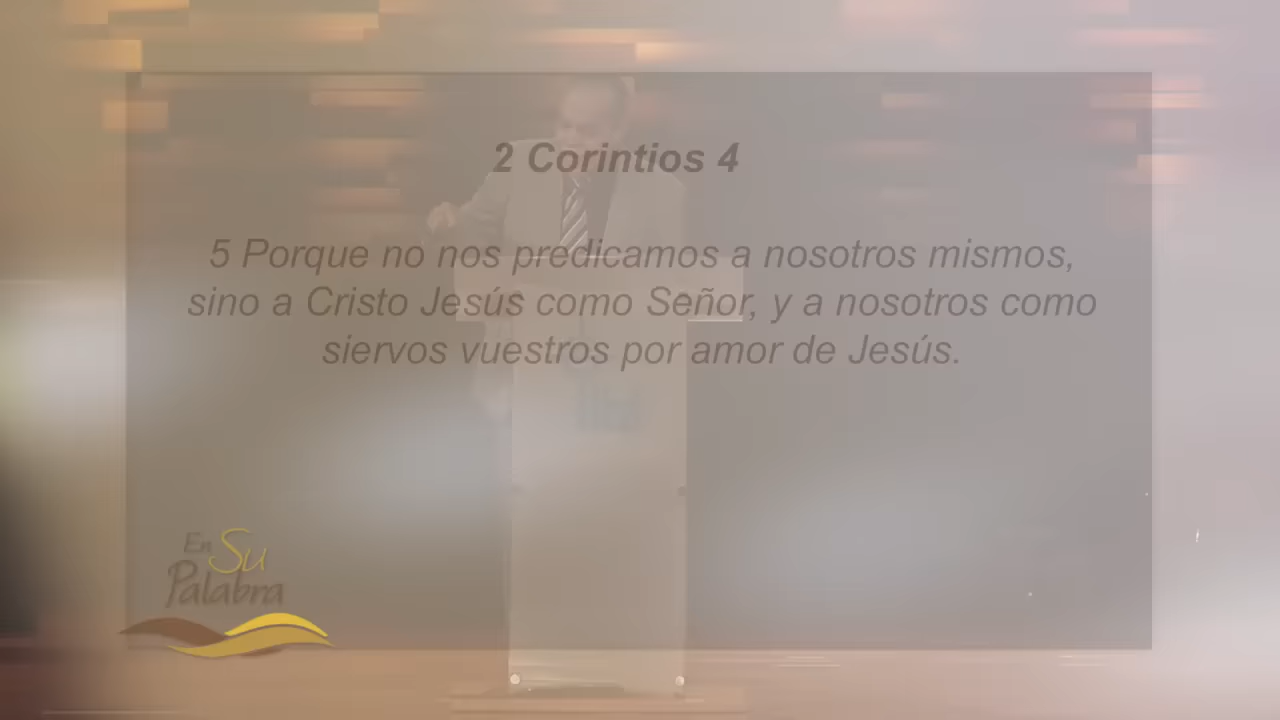 2 Corintios 4
5 Porque no nos predicamos a nosotros mismos,
sino a Cristo Jesús como Señor, y a nosotros como
siervos vuestros por amor de Jesús.
En Su
Palabra